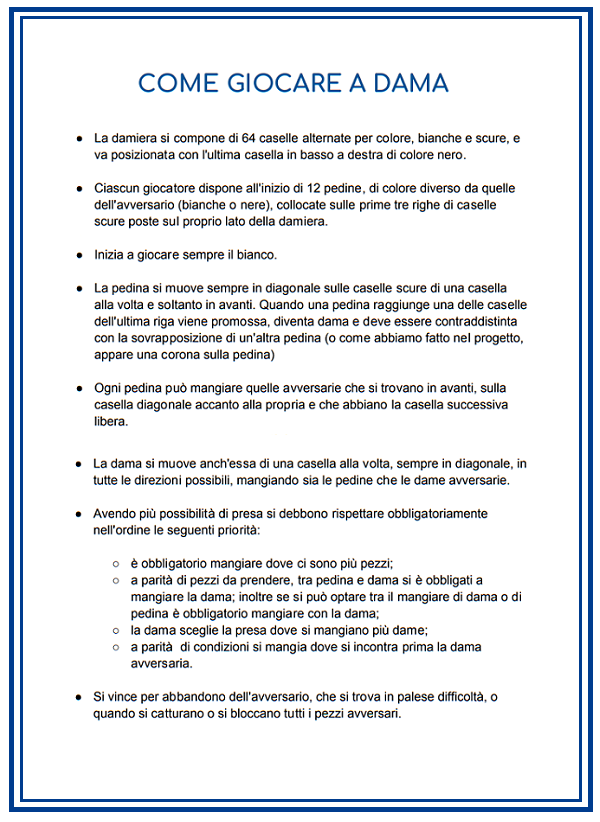 COME GIOCARE A DAMA
● La damiera si compone di 64 caselle alternate per colore, bianche e scure, e
va posizionata con l'ultima casella in basso a destra di colore nero.
● Ciascun giocatore dispone all'inizio di 12 pedine, di colore diverso da quelle
dell'avversario (bianche o nere), collocate sulle prime tre righe di caselle
scure poste sul proprio lato della damiera.
● Inizia a giocare sempre il bianco.
● La pedina si muove sempre in diagonale sulle caselle scure di una casella
alla volta e soltanto in avanti. Quando una pedina raggiunge una delle caselle
dell'ultima riga viene promossa, diventa dama e deve essere contraddistinta
con la sovrapposizione di un'altra pedina (o come abbiamo fatto nel progetto,
appare una corona sulla pedina)
● Ogni pedina può mangiare quelle avversarie che si trovano in avanti, sulla
casella diagonale accanto alla propria e che abbiano la casella successiva
libera.
● La dama si muove anch'essa di una casella alla volta, sempre in diagonale, in
tutte le direzioni possibili, mangiando sia le pedine che le dame avversarie.
● Avendo più possibilità di presa si debbono rispettare obbligatoriamente
nell'ordine le seguenti priorità:
○ è obbligatorio mangiare dove ci sono più pezzi;
○ a parità di pezzi da prendere, tra pedina e dama si è obbligati a
mangiare la dama; inoltre se si può optare tra il mangiare di dama o di
pedina è obbligatorio mangiare con la dama;
○ la dama sceglie la presa dove si mangiano più dame;
○ a parità di condizioni si mangia dove si incontra prima la dama
avversaria.
● Si vince per abbandono dell'avversario, che si trova in palese difficoltà, o
quando si catturano o si bloccano tutti i pezzi avversari.